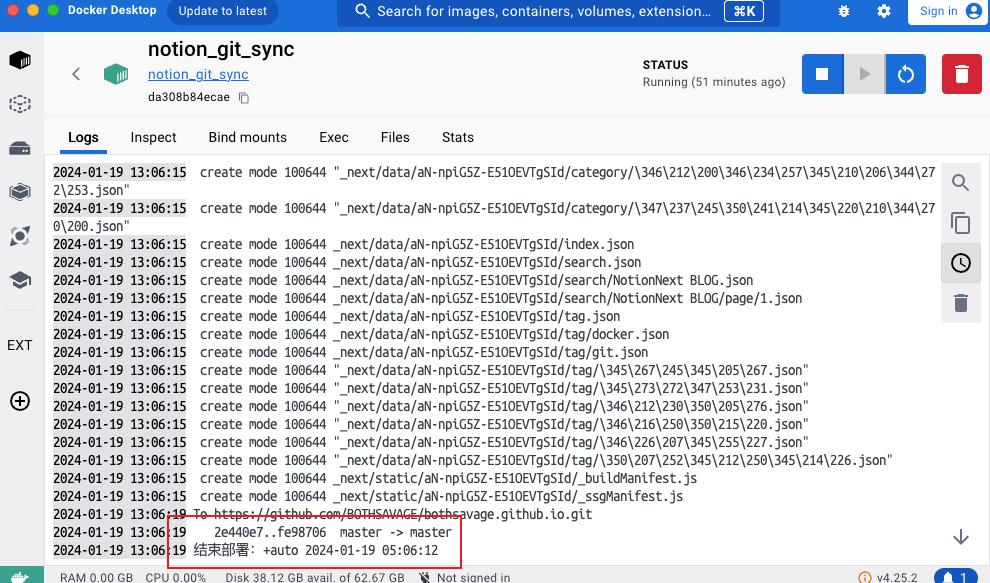 Docker Desktop
Update to latest
Search for images, containers, volumes, extension...
⌘K
Sign in
notion_git_sync
notion_git_sync
da308b84ecae
STATUS
Running (51 minutes ago)
Logs
Inspect
Bind mounts
Exec
Files
Stats
2024-01-19 13:06:15 create mode 100644 "_next/data/aN-npiG5Z-E51OEVTgSId/category/\346\212\200\346\234\257\345\210\206\344\27
2\253.json"
2024-01-19 13:06:15 create mode 100644 "_next/data/aN-npiG5Z-E51OEVTgSId/category/\347\237\245\350\241\214\345\220\210\344\27
0\200.json"
2024-01-19 13:06:15 create mode 100644 _next/data/aN-npiG5Z-E51OEVTgSId/index.json
2024-01-19 13:06:15 create mode 100644 _next/data/aN-npiG5Z-E51OEVTgSId/search.json
2024-01-19 13:06:15 create mode 100644 _next/data/aN-npiG5Z-E51OEVTgSId/search/NotionNext BLOG.json
2024-01-19 13:06:15 create mode 100644 _next/data/aN-npiG5Z-E51OEVTgSId/search/NotionNext BLOG/page/1.json
2024-01-19 13:06:15 create mode 100644 _next/data/aN-npiG5Z-E51OEVTgSId/tag.json
2024-01-19 13:06:15 create mode 100644 _next/data/aN-npiG5Z-E51OEVTgSId/tag/docker.json
2024-01-19 13:06:15 create mode 100644 _next/data/aN-npiG5Z-E51OEVTgSId/tag/git.json
2024-01-19 13:06:15 create mode 100644 "_next/data/aN-npiG5Z-E51OEVTgSId/tag/\345\267\245\345\205\267.json"
2024-01-19 13:06:15 create mode 100644 "_next/data/aN-npiG5Z-E51OEVTgSId/tag/\345\273\272\347\253\231.json"
2024-01-19 13:06:15 create mode 100644 "_next/data/aN-npiG5Z-E51OEVTgSId/tag/\346\212\230\350\205\276.json"
2024-01-19 13:06:15 create mode 100644 "_next/data/aN-npiG5Z-E51OEVTgSId/tag/\346\216\250\350\215\220.json"
2024-01-19 13:06:15 create mode 100644 "_next/data/aN-npiG5Z-E51OEVTgSId/tag/\346\226\207\345\255\227.json"
2024-01-19 13:06:15 create mode 100644 "_next/data/aN-npiG5Z-E51OEVTgSId/tag/\350\207\252\345\212\250\345\214\226.json"
2024-01-19 13:06:15 create mode 100644 _next/static/aN-npiG5Z-E51OEVTgSId/_buildManifest.js
2024-01-19 13:06:15 create mode 100644 _next/static/aN-npiG5Z-E51OEVTgSId/_ssgManifest.js
2024-01-19 13:06:19 To https://github.com/BOTHSAVAGE/bothsavage.github.io.git
2024-01-19 13:06:19 2e440e7..fe98706 master -> master
2024-01-19 13:06:19 结束部署：+auto 2024-01-19 05:06:12
EXT
RAM 0.00 GB CPU 0.00% Disk 38.12 GB avail. of 62.67 GB Not signed in
v4.25.2
1